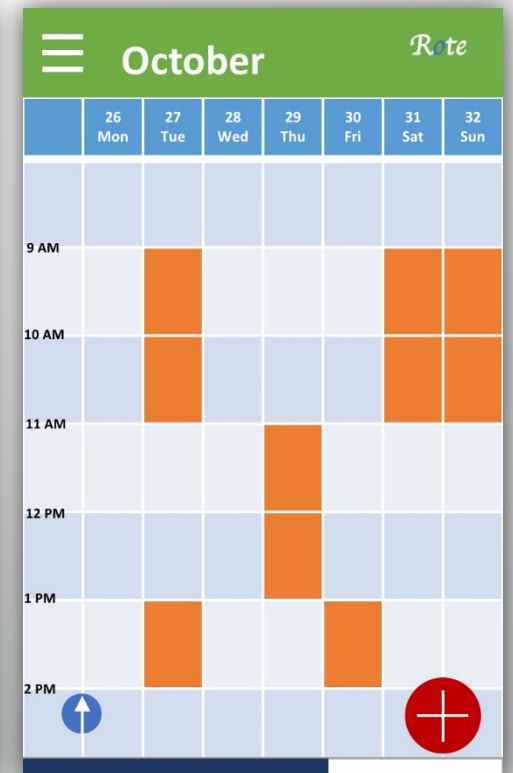 October
Rote
26 27 28 29 30 31 32
Mon Tue Wed Thu Fri Sat Sun
9 AM
10 AM
11 AM
12 PM
1 PM
2 PM